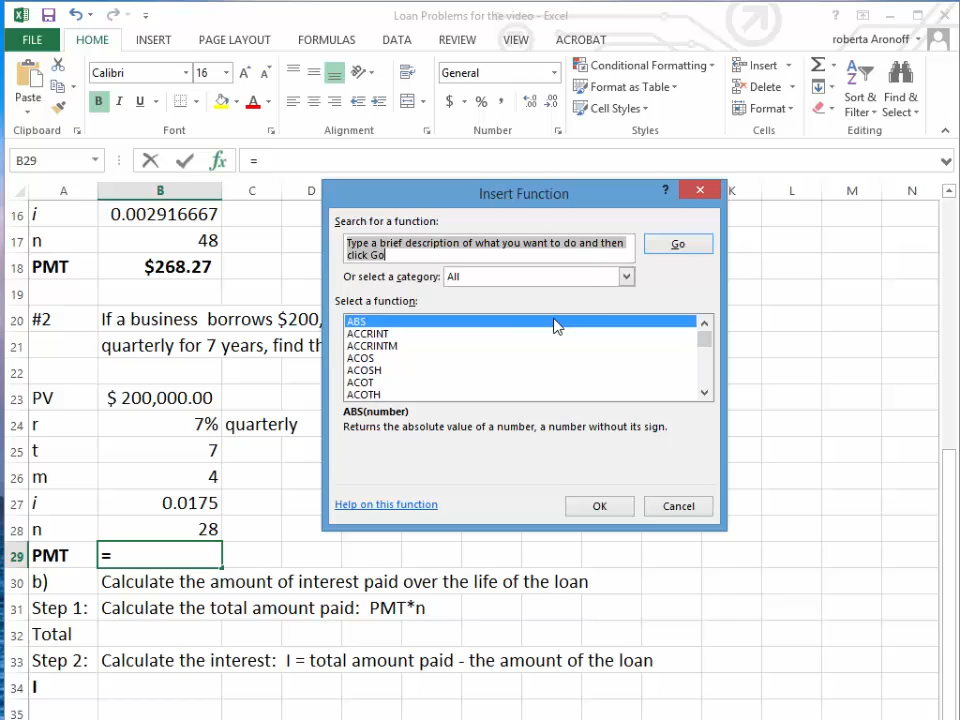 Loan Problems for the video - Excel
FILE HOME INSERT PAGE LAYOUT FORMULAS DATA REVIEW VIEW ACROBAT roberta Aronoff
Paste
Calibri 16
B I U
General
$ % ,
Conditional Formatting
Format as Table
Cell Styles
Insert
Delete
Format
Sort & Filter
Find & Select
Clipboard Font Alignment Number Styles Cells Editing
B29 fx =
A B C D K L M N
16 i 0.002916667
17 n 48
18 PMT $268.27
19
20 #2 If a business borrows $200,
21 quarterly for 7 years, find th
22
23 PV $ 200,000.00
24 r 7% quarterly
25 t 7
26 m 4
27 i 0.0175
28 n 28
29 PMT =
30 b) Calculate the amount of interest paid over the life of the loan
31 Step 1: Calculate the total amount paid: PMT*n
32 Total
33 Step 2: Calculate the interest: I = total amount paid - the amount of the loan
34 I
35
Insert Function
Search for a function:
Type a brief description of what you want to do and then
click Go
Go
Or select a category: All
Select a function:
ABS
ACCRINT
ACCRINTM
ACOS
ACOSH
ACOT
ACOTH
ABS(number)
Returns the absolute value of a number, a number without its sign.
Help on this function
OK Cancel